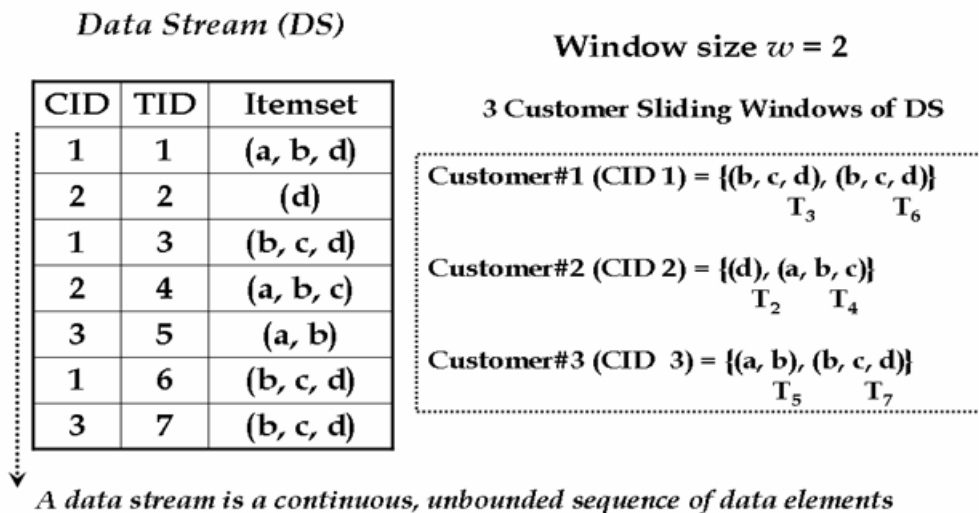 Data Stream (DS)
CID TID Itemset
1 1 (a, b, d)
2 2 (d)
1 3 (b, c, d)
2 4 (a, b, c)
3 5 (a, b)
1 6 (b, c, d)
3 7 (b, c, d)
Window size w = 2
3 Customer Sliding Windows of DS
Customer#1 (CID 1) = {(b, c, d), (b, c, d)}
T3 T6
Customer#2 (CID 2) = {(d), (a, b, c)}
T2 T4
Customer#3 (CID 3) = {(a, b), (b, c, d)}
T5 T7
A data stream is a continuous, unbounded sequence of data elements